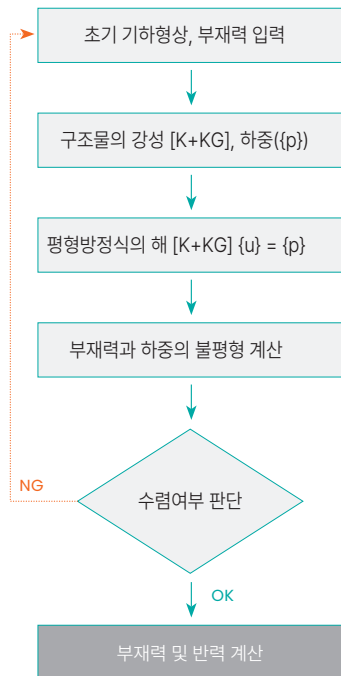 초기 기하형상, 부재력 입력
구조물의 강성 [K+KG], 하중({p})
평형방정식의 해 [K+KG] {u} = {p}
부재력과 하중의 불평형 계산
수렴여부 판단
NG
OK
부재력 및 반력 계산